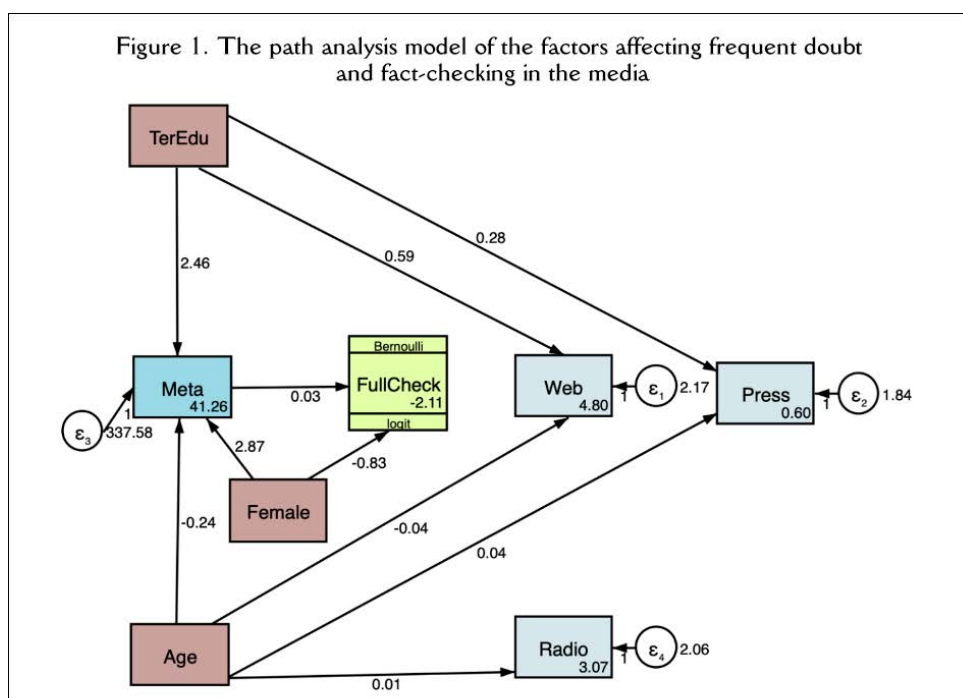 Figure 1. The path analysis model of the factors affecting frequent doubt
and fact-checking in the media
TerEdu
0.28
0.59
2.46
Bernoulli
Meta
41.26
0.03
FullCheck
-2.11
logit
Web
4.80
1
ε1
2.17
Press
0.60
1
ε2
1.84
1
ε3
337.58
2.87
-0.83
Female
-0.24
-0.04
0.04
Age
0.01
Radio
3.07
1
ε4
2.06